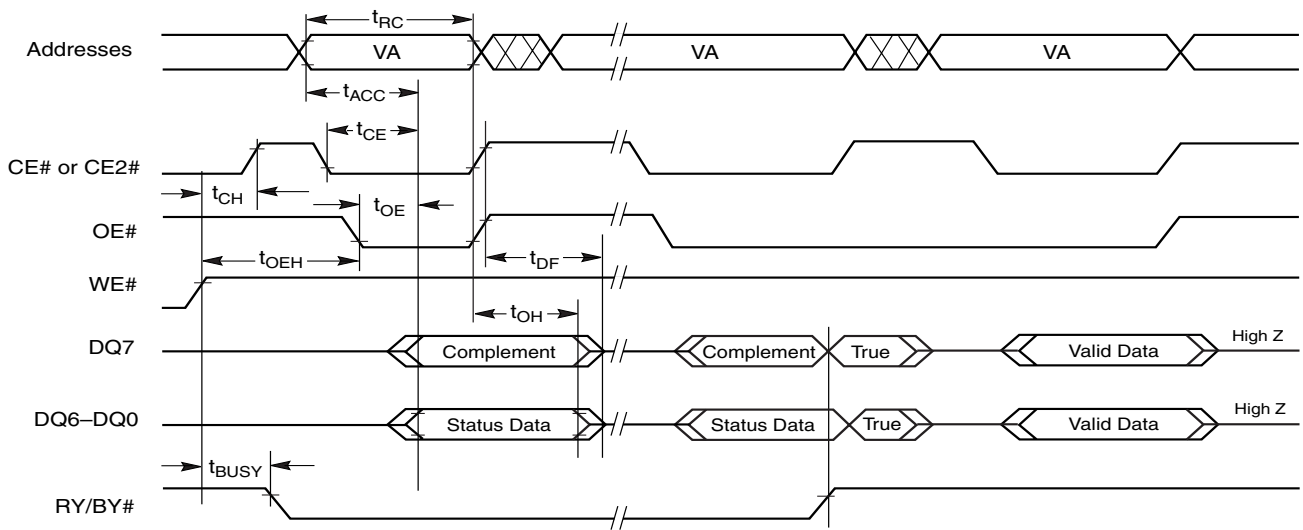 tRC
Addresses VA VA VA
tACC
tCE
CE# or CE2#
tCH tOE
OE#
tOEH tDF
WE#
tOH
DQ7 Complement Complement True Valid Data High Z
DQ6–DQ0 Status Data Status Data True Valid Data High Z
tBUSY
RY/BY#